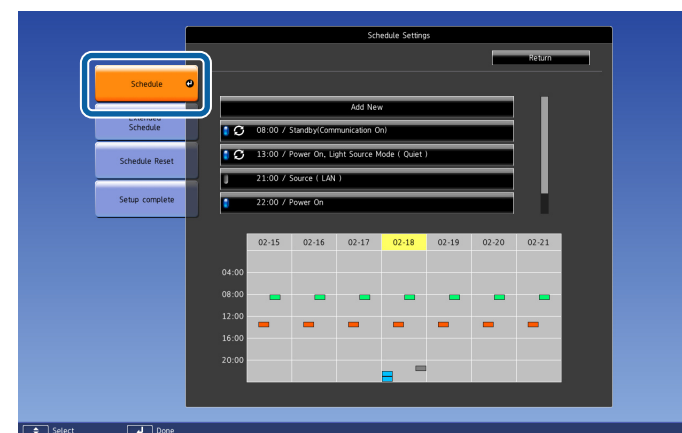 Schedule Settings
Return
Schedule
Extended
Schedule
Schedule Reset
Setup complete
Add New
08:00 / Standby(Communication On)
13:00 / Power On, Light Source Mode ( Quiet )
21:00 / Source ( LAN )
22:00 / Power On
02-15 02-16 02-17 02-18 02-19 02-20 02-21
04:00
08:00
12:00
16:00
20:00
Select Done